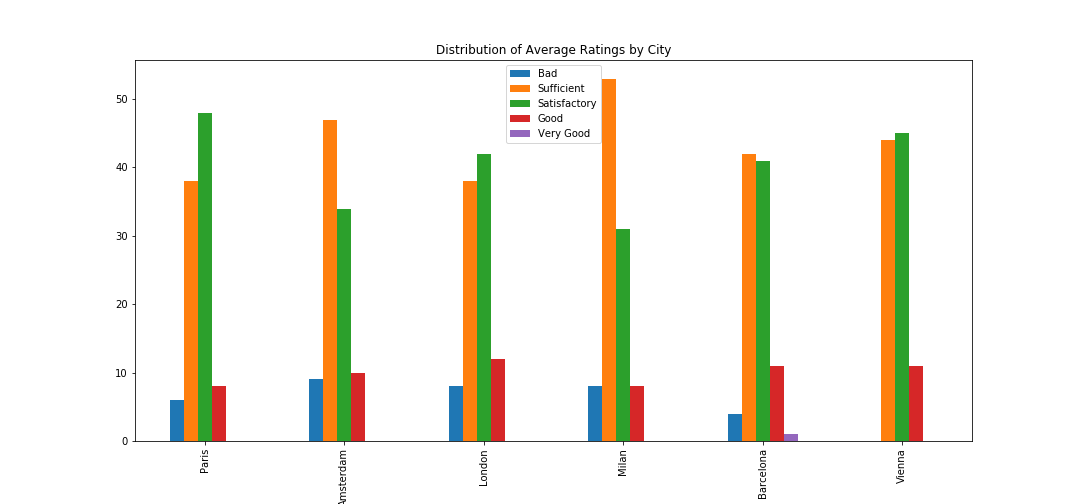 Distribution of Average Ratings by City
Bad
Sufficient
Satisfactory
Good
Very Good
50
40
30
20
10
0
Paris
Amsterdam
London
Milan
Barcelona
Vienna